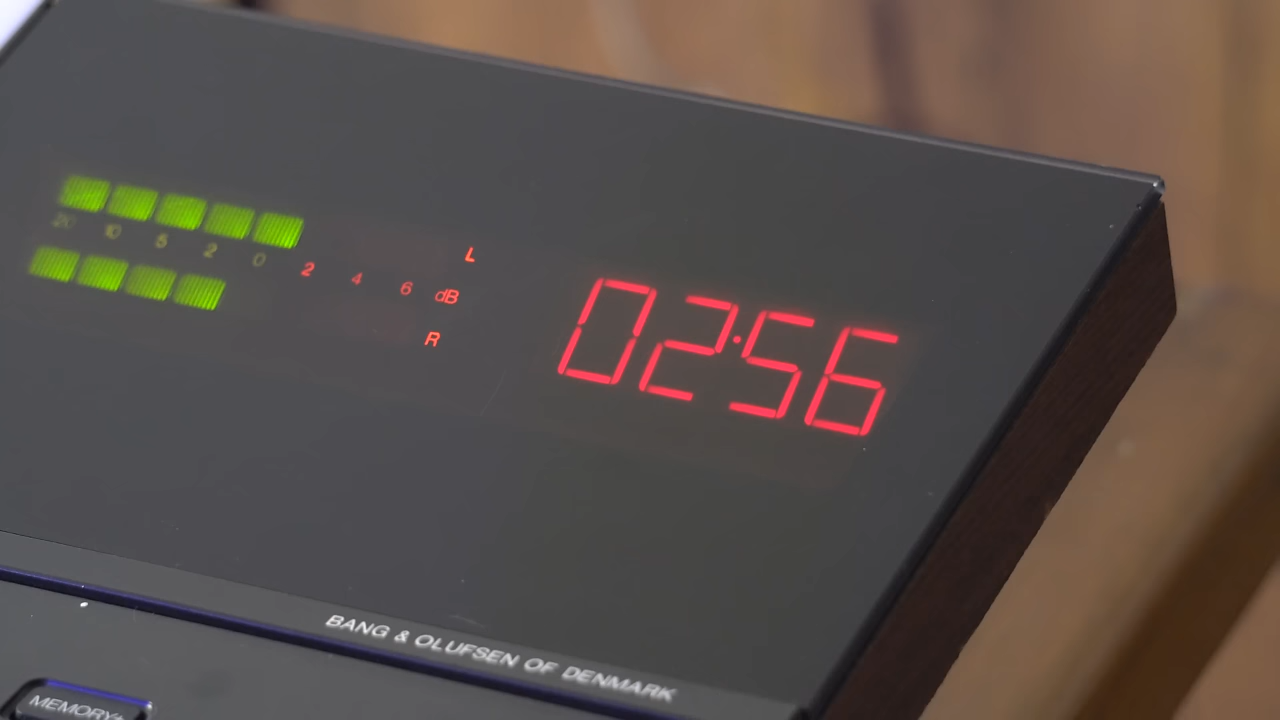 L
20 10 5 2 0 2 4 6 dB
R
02:56
BANG & OLUFSEN OF DENMARK
MEMORY